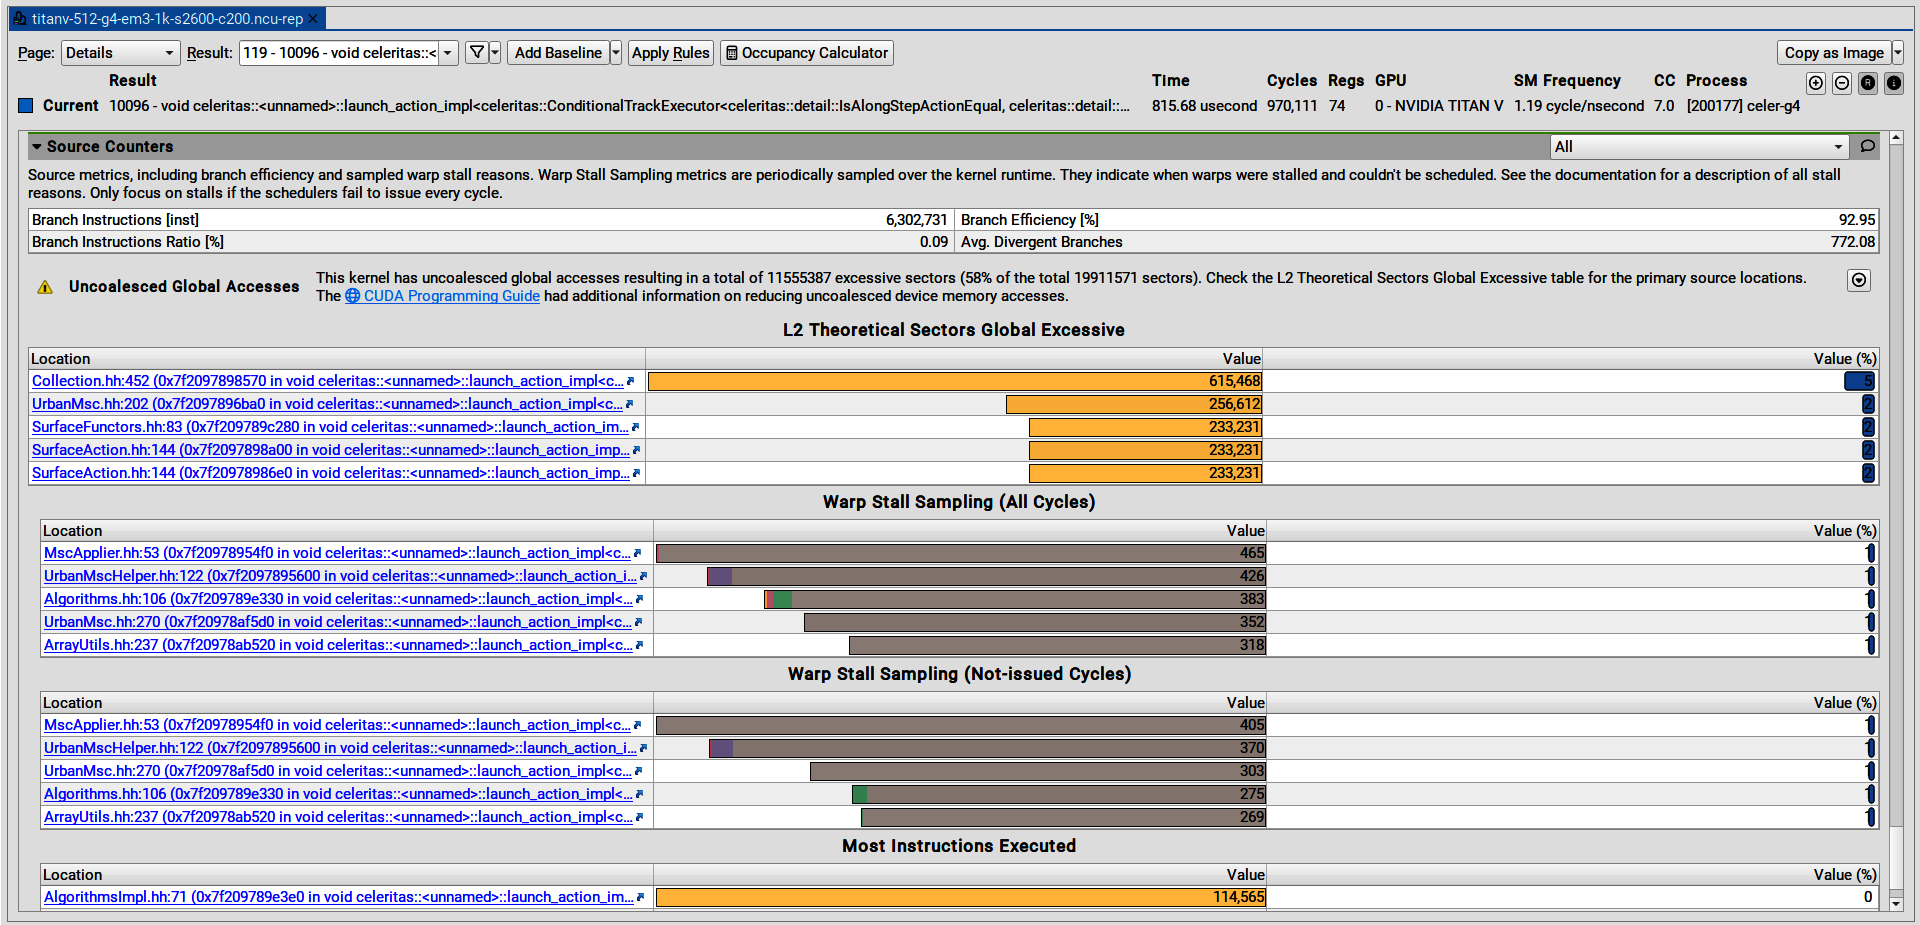 titanv-512-g4-em3-1k-s2600-c200.ncu-rep ×
Page: Details Result: 119 - 10096 - void celeritas::< Add Baseline Apply Rules Occupancy Calculator Copy as Image
Result Time Cycles Regs GPU SM Frequency CC Process
Current 10096 - void celeritas::<unnamed>::launch_action_impl<celeritas::ConditionalTrackExecutor<celeritas::detail::IsAlongStepActionEqual, celeritas::detail::... 815.68 usecond 970,111 74 0 - NVIDIA TITAN V 1.19 cycle/nsecond 7.0 [200177] celer-g4
Source Counters All
Source metrics, including branch efficiency and sampled warp stall reasons. Warp Stall Sampling metrics are periodically sampled over the kernel runtime. They indicate when warps were stalled and couldn't be scheduled. See the documentation for a description of all stall
reasons. Only focus on stalls if the schedulers fail to issue every cycle.
Branch Instructions [inst] 6,302,731 Branch Efficiency [%] 92.95
Branch Instructions Ratio [%] 0.09 Avg. Divergent Branches 772.08
Uncoalesced Global Accesses This kernel has uncoalesced global accesses resulting in a total of 11555387 excessive sectors (58% of the total 19911571 sectors). Check the L2 Theoretical Sectors Global Excessive table for the primary source locations.
The CUDA Programming Guide had additional information on reducing uncoalesced device memory accesses.
L2 Theoretical Sectors Global Excessive
Location Value Value (%)
Collection.hh:452 (0x7f2097898570 in void celeritas::<unnamed>::launch_action_impl<c... 615,468 5
UrbanMsc.hh:202 (0x7f2097896ba0 in void celeritas::<unnamed>::launch_action_impl<c... 256,612 2
SurfaceFunctors.hh:83 (0x7f209789c280 in void celeritas::<unnamed>::launch_action_im... 233,231 2
SurfaceAction.hh:144 (0x7f2097898a00 in void celeritas::<unnamed>::launch_action_imp... 233,231 2
SurfaceAction.hh:144 (0x7f20978986e0 in void celeritas::<unnamed>::launch_action_imp... 233,231 2
Warp Stall Sampling (All Cycles)
Location Value Value (%)
MscApplier.hh:53 (0x7f20978954f0 in void celeritas::<unnamed>::launch_action_impl<c... 465 1
UrbanMscHelper.hh:122 (0x7f2097895600 in void celeritas::<unnamed>::launch_action_i... 426 1
Algorithms.hh:106 (0x7f209789e330 in void celeritas::<unnamed>::launch_action_impl<... 383 1
UrbanMsc.hh:270 (0x7f20978af5d0 in void celeritas::<unnamed>::launch_action_impl<c... 352 1
ArrayUtils.hh:237 (0x7f20978ab520 in void celeritas::<unnamed>::launch_action_impl<c... 318 1
Warp Stall Sampling (Not-issued Cycles)
Location Value Value (%)
MscApplier.hh:53 (0x7f20978954f0 in void celeritas::<unnamed>::launch_action_impl<c... 405 1
UrbanMscHelper.hh:122 (0x7f2097895600 in void celeritas::<unnamed>::launch_action_i... 370 1
UrbanMsc.hh:270 (0x7f20978af5d0 in void celeritas::<unnamed>::launch_action_impl<c... 303 1
Algorithms.hh:106 (0x7f209789e330 in void celeritas::<unnamed>::launch_action_impl<... 275 1
ArrayUtils.hh:237 (0x7f20978ab520 in void celeritas::<unnamed>::launch_action_impl<c... 269 1
Most Instructions Executed
Location Value Value (%)
AlgorithmsImpl.hh:71 (0x7f209789e3e0 in void celeritas::<unnamed>::launch_action_im... 114,565 0